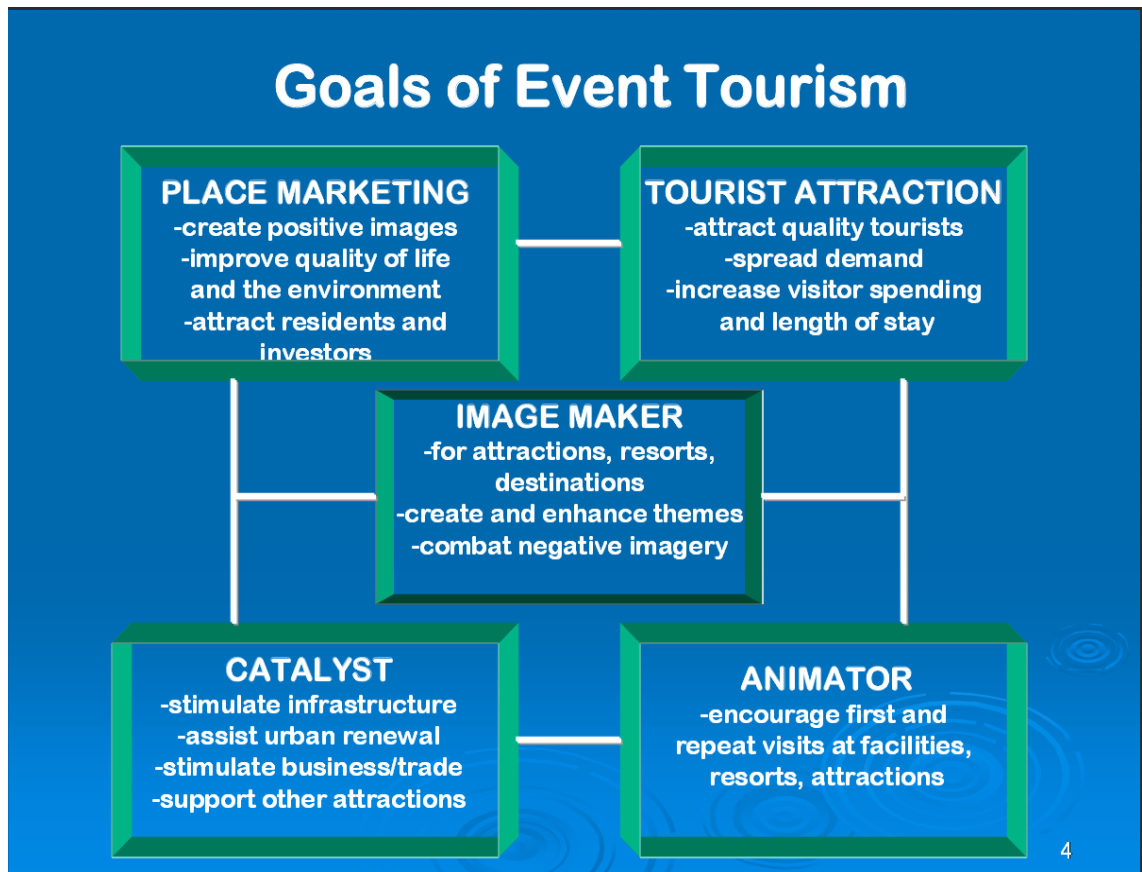 Goals of Event Tourism
PLACE MARKETING
-create positive images
-improve quality of life
and the environment
-attract residents and
investors
TOURIST ATTRACTION
-attract quality tourists
-spread demand
-increase visitor spending
and length of stay
IMAGE MAKER
-for attractions, resorts,
destinations
-create and enhance themes
-combat negative imagery
CATALYST
-stimulate infrastructure
-assist urban renewal
-stimulate business/trade
-support other attractions
ANIMATOR
-encourage first and
repeat visits at facilities,
resorts, attractions
4